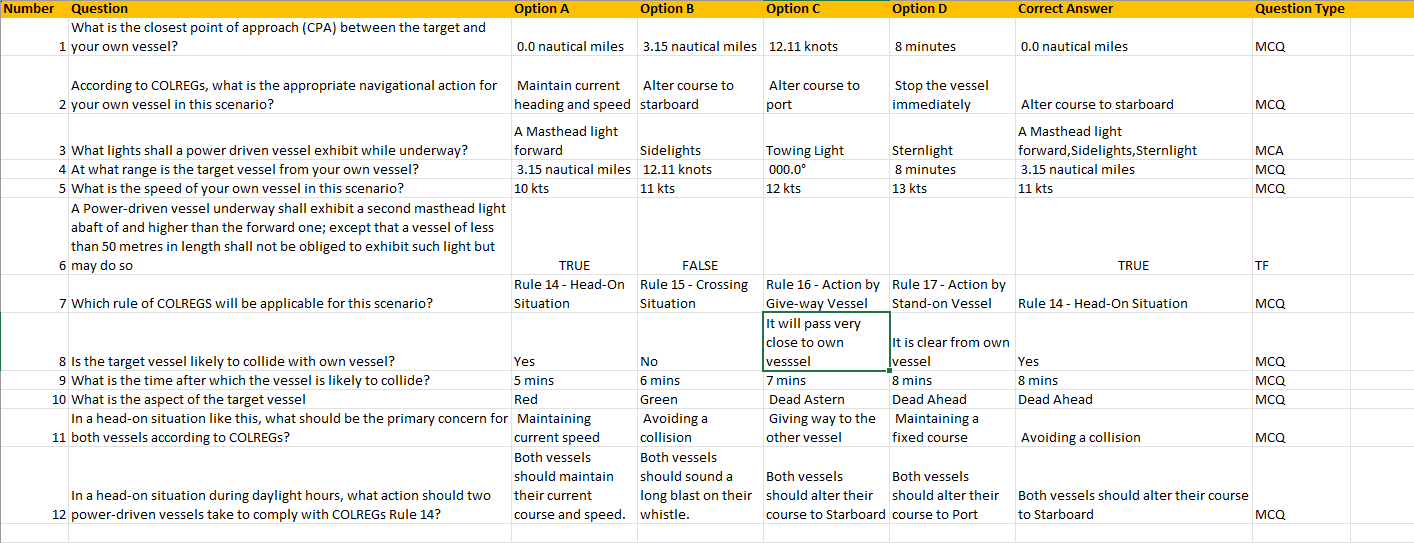 Number Question Option A Option B Option C Option D Correct Answer Question Type
What is the closest point of approach (CPA) between the target and
1 your own vessel? 0.0 nautical miles 3.15 nautical miles 12.11 knots 8 minutes 0.0 nautical miles MCQ
According to COLREGs, what is the appropriate navigational action for Maintain current Alter course to Alter course to Stop the vessel
2 your own vessel in this scenario? heading and speed starboard port immediately Alter course to starboard MCQ
A Masthead light A Masthead light
3 What lights shall a power driven vessel exhibit while underway? forward Sidelights Towing Light Sternlight forward,Sidelights,Sternlight MCA
4 At what range is the target vessel from your own vessel? 3.15 nautical miles 12.11 knots 000.0° 8 minutes 3.15 nautical miles MCQ
5 What is the speed of your own vessel in this scenario? 10 kts 11 kts 12 kts 13 kts 11 kts MCQ
A Power-driven vessel underway shall exhibit a second masthead light
abaft of and higher than the forward one; except that a vessel of less
than 50 metres in length shall not be obliged to exhibit such light but
6 may do so TRUE FALSE TRUE TF
Rule 14 - Head-On Rule 15 - Crossing Rule 16 - Action by Rule 17 - Action by
7 Which rule of COLREGS will be applicable for this scenario? Situation Situation Give-way Vessel Stand-on Vessel Rule 14 - Head-On Situation MCQ
It will pass very
close to own It is clear from own
8 Is the target vessel likely to collide with own vessel? Yes No vesssel vessel Yes MCQ
9 What is the time after which the vessel is likely to collide? 5 mins 6 mins 7 mins 8 mins 8 mins MCQ
10 What is the aspect of the target vessel Red Green Dead Astern Dead Ahead Dead Ahead MCQ
In a head-on situation like this, what should be the primary concern for Maintaining Avoiding a Giving way to the Maintaining a
11 both vessels according to COLREGs? current speed collision other vessel fixed course Avoiding a collision MCQ
Both vessels Both vessels
should maintain should sound a Both vessels Both vessels
In a head-on situation during daylight hours, what action should two their current long blast on their should alter their should alter their Both vessels should alter their course
12 power-driven vessels take to comply with COLREGs Rule 14? course and speed. whistle. course to Starboard course to Port to Starboard MCQ